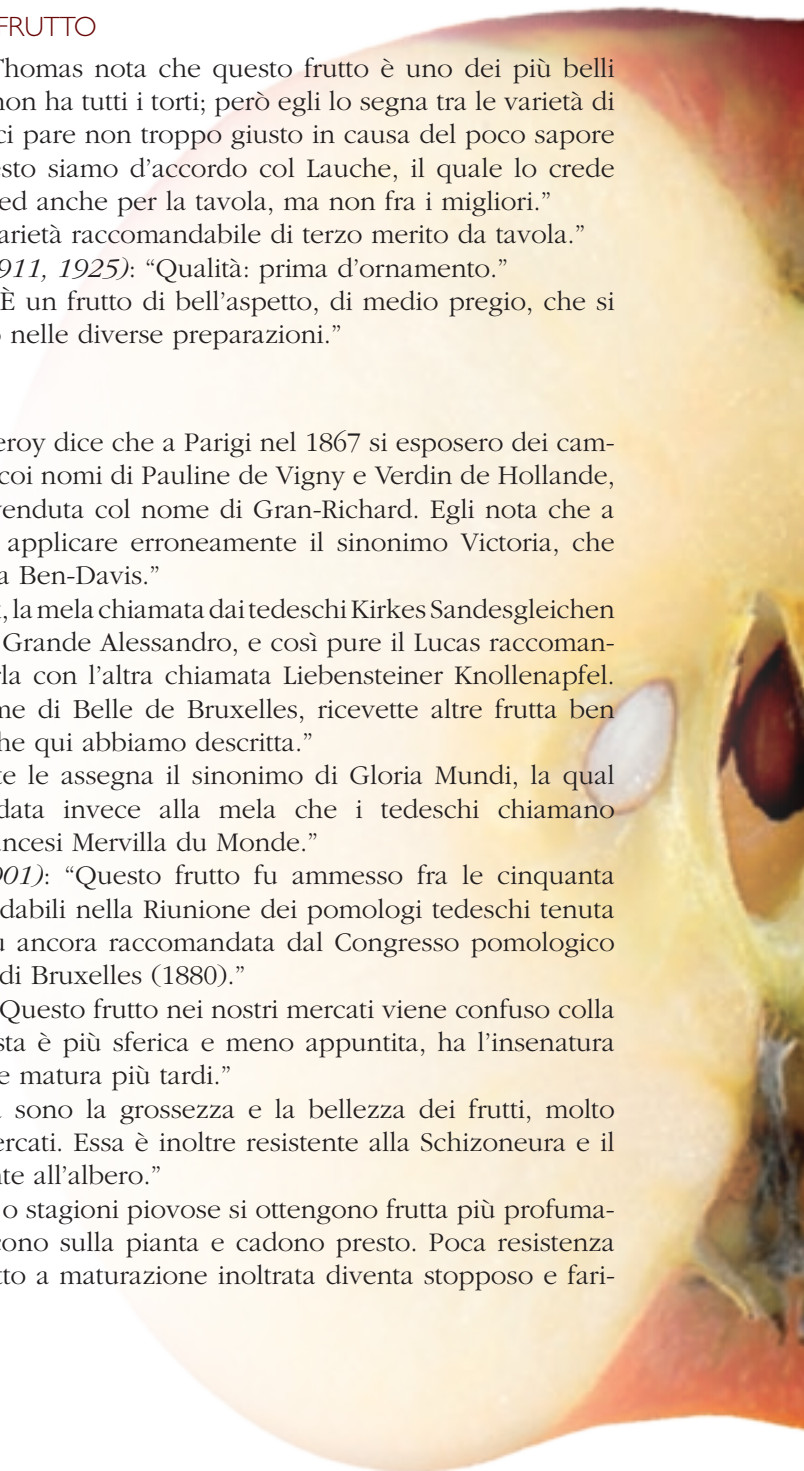 FRUTTO
Thomas nota che questo frutto è uno dei più belli
non ha tutti i torti; però egli lo segna tra le varietà di
ci pare non troppo giusto in causa del poco sapore
esto siamo d'accordo col Lauche, il quale lo crede
ed anche per la tavola, ma non fra i migliori.”
arietà raccomandabile di terzo merito da tavola.”
911, 1925): “Qualità: prima d'ornamento.”
È un frutto di bell'aspetto, di medio pregio, che si
o nelle diverse preparazioni.”
eroy dice che a Parigi nel 1867 si esposero dei cam-
coi nomi di Pauline de Vigny e Verdin de Hollande,
venduta col nome di Gran-Richard. Egli nota che a
applicare erroneamente il sinonimo Victoria, che
a Ben-Davis.”
, la mela chiamata dai tedeschi Kirkes Sandesgleichen
Grande Alessandro, e così pure il Lucas raccoman-
rla con l'altra chiamata Liebensteiner Knollenapfel.
me di Belle de Bruxelles, ricevette altre frutta ben
he qui abbiamo descritta.”
te le assegna il sinonimo di Gloria Mundi, la qual
data invece alla mela che i tedeschi chiamano
ancesi Mervilla du Monde.”
901): “Questo frutto fu ammesso fra le cinquanta
dabili nella Riunione dei pomologi tedeschi tenuta
u ancora raccomandata dal Congresso pomologico
di Bruxelles (1880).”
Questo frutto nei nostri mercati viene confuso colla
sta è più sferica e meno appuntita, ha l'insenatura
e matura più tardi.”
a sono la grossezza e la bellezza dei frutti, molto
ercati. Essa è inoltre resistente alla Schizoneura e il
nte all'albero.”
o stagioni piovose si ottengono frutta più profuma-
cono sulla pianta e cadono presto. Poca resistenza
tto a maturazione inoltrata diventa stopposo e fari-